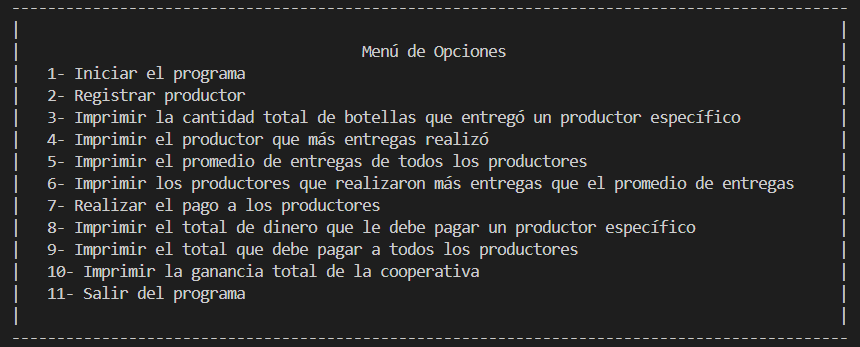 Menú de Opciones
1- Iniciar el programa
2- Registrar productor
3- Imprimir la cantidad total de botellas que entregó un productor específico
4- Imprimir el productor que más entregas realizó
5- Imprimir el promedio de entregas de todos los productores
6- Imprimir los productores que realizaron más entregas que el promedio de entregas
7- Realizar el pago a los productores
8- Imprimir el total de dinero que le debe pagar un productor específico
9- Imprimir el total que debe pagar a todos los productores
10- Imprimir la ganancia total de la cooperativa
11- Salir del programa